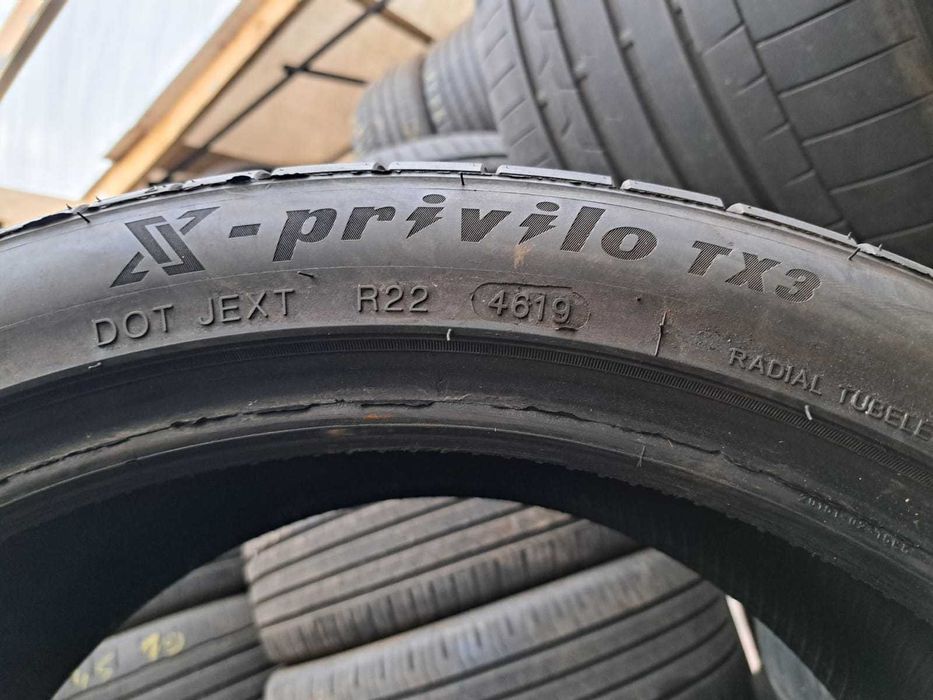 X-privilo TX3
DOT JEXT R22 4619
RADIAL TUBELE